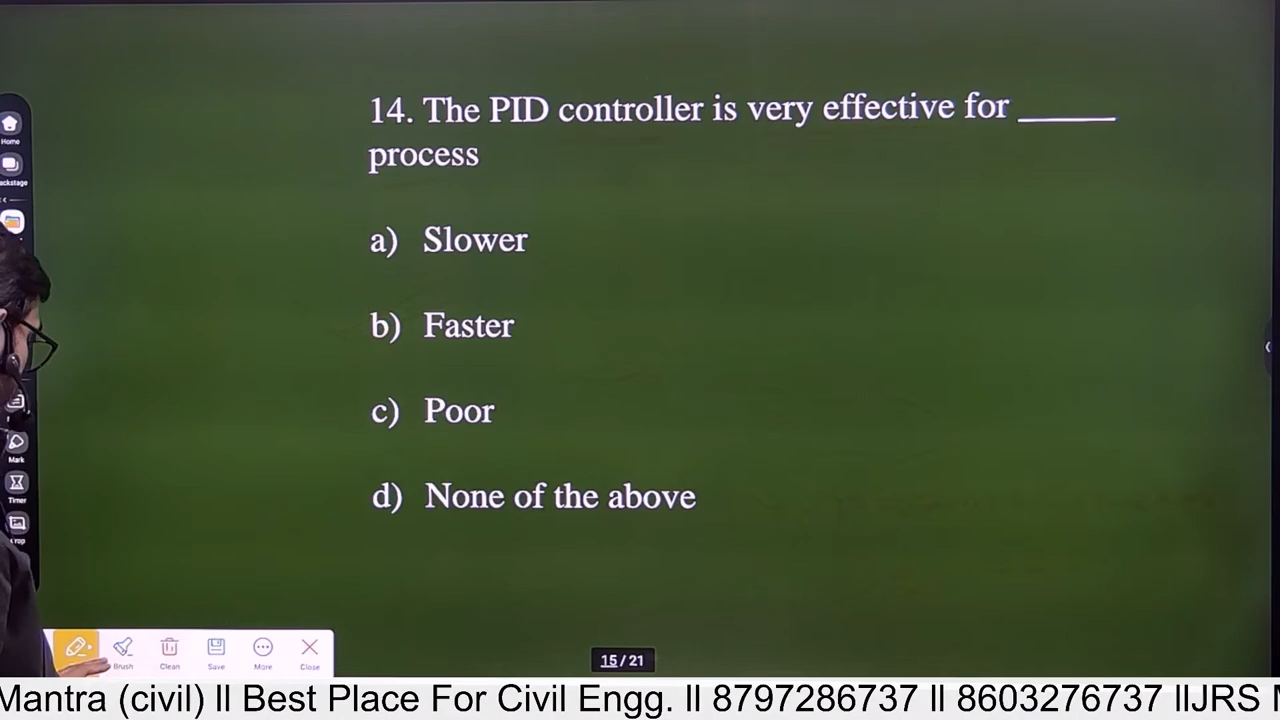 14. The PID controller is very effective for ______
process
a) Slower
b) Faster
c) Poor
d) None of the above
Home
ackstage
Mark
Timer
Brush
Clean
Save
More
Close
15/21
Mantra (civil) ll Best Place For Civil Engg. ll 8797286737 ll 8603276737 llJRS